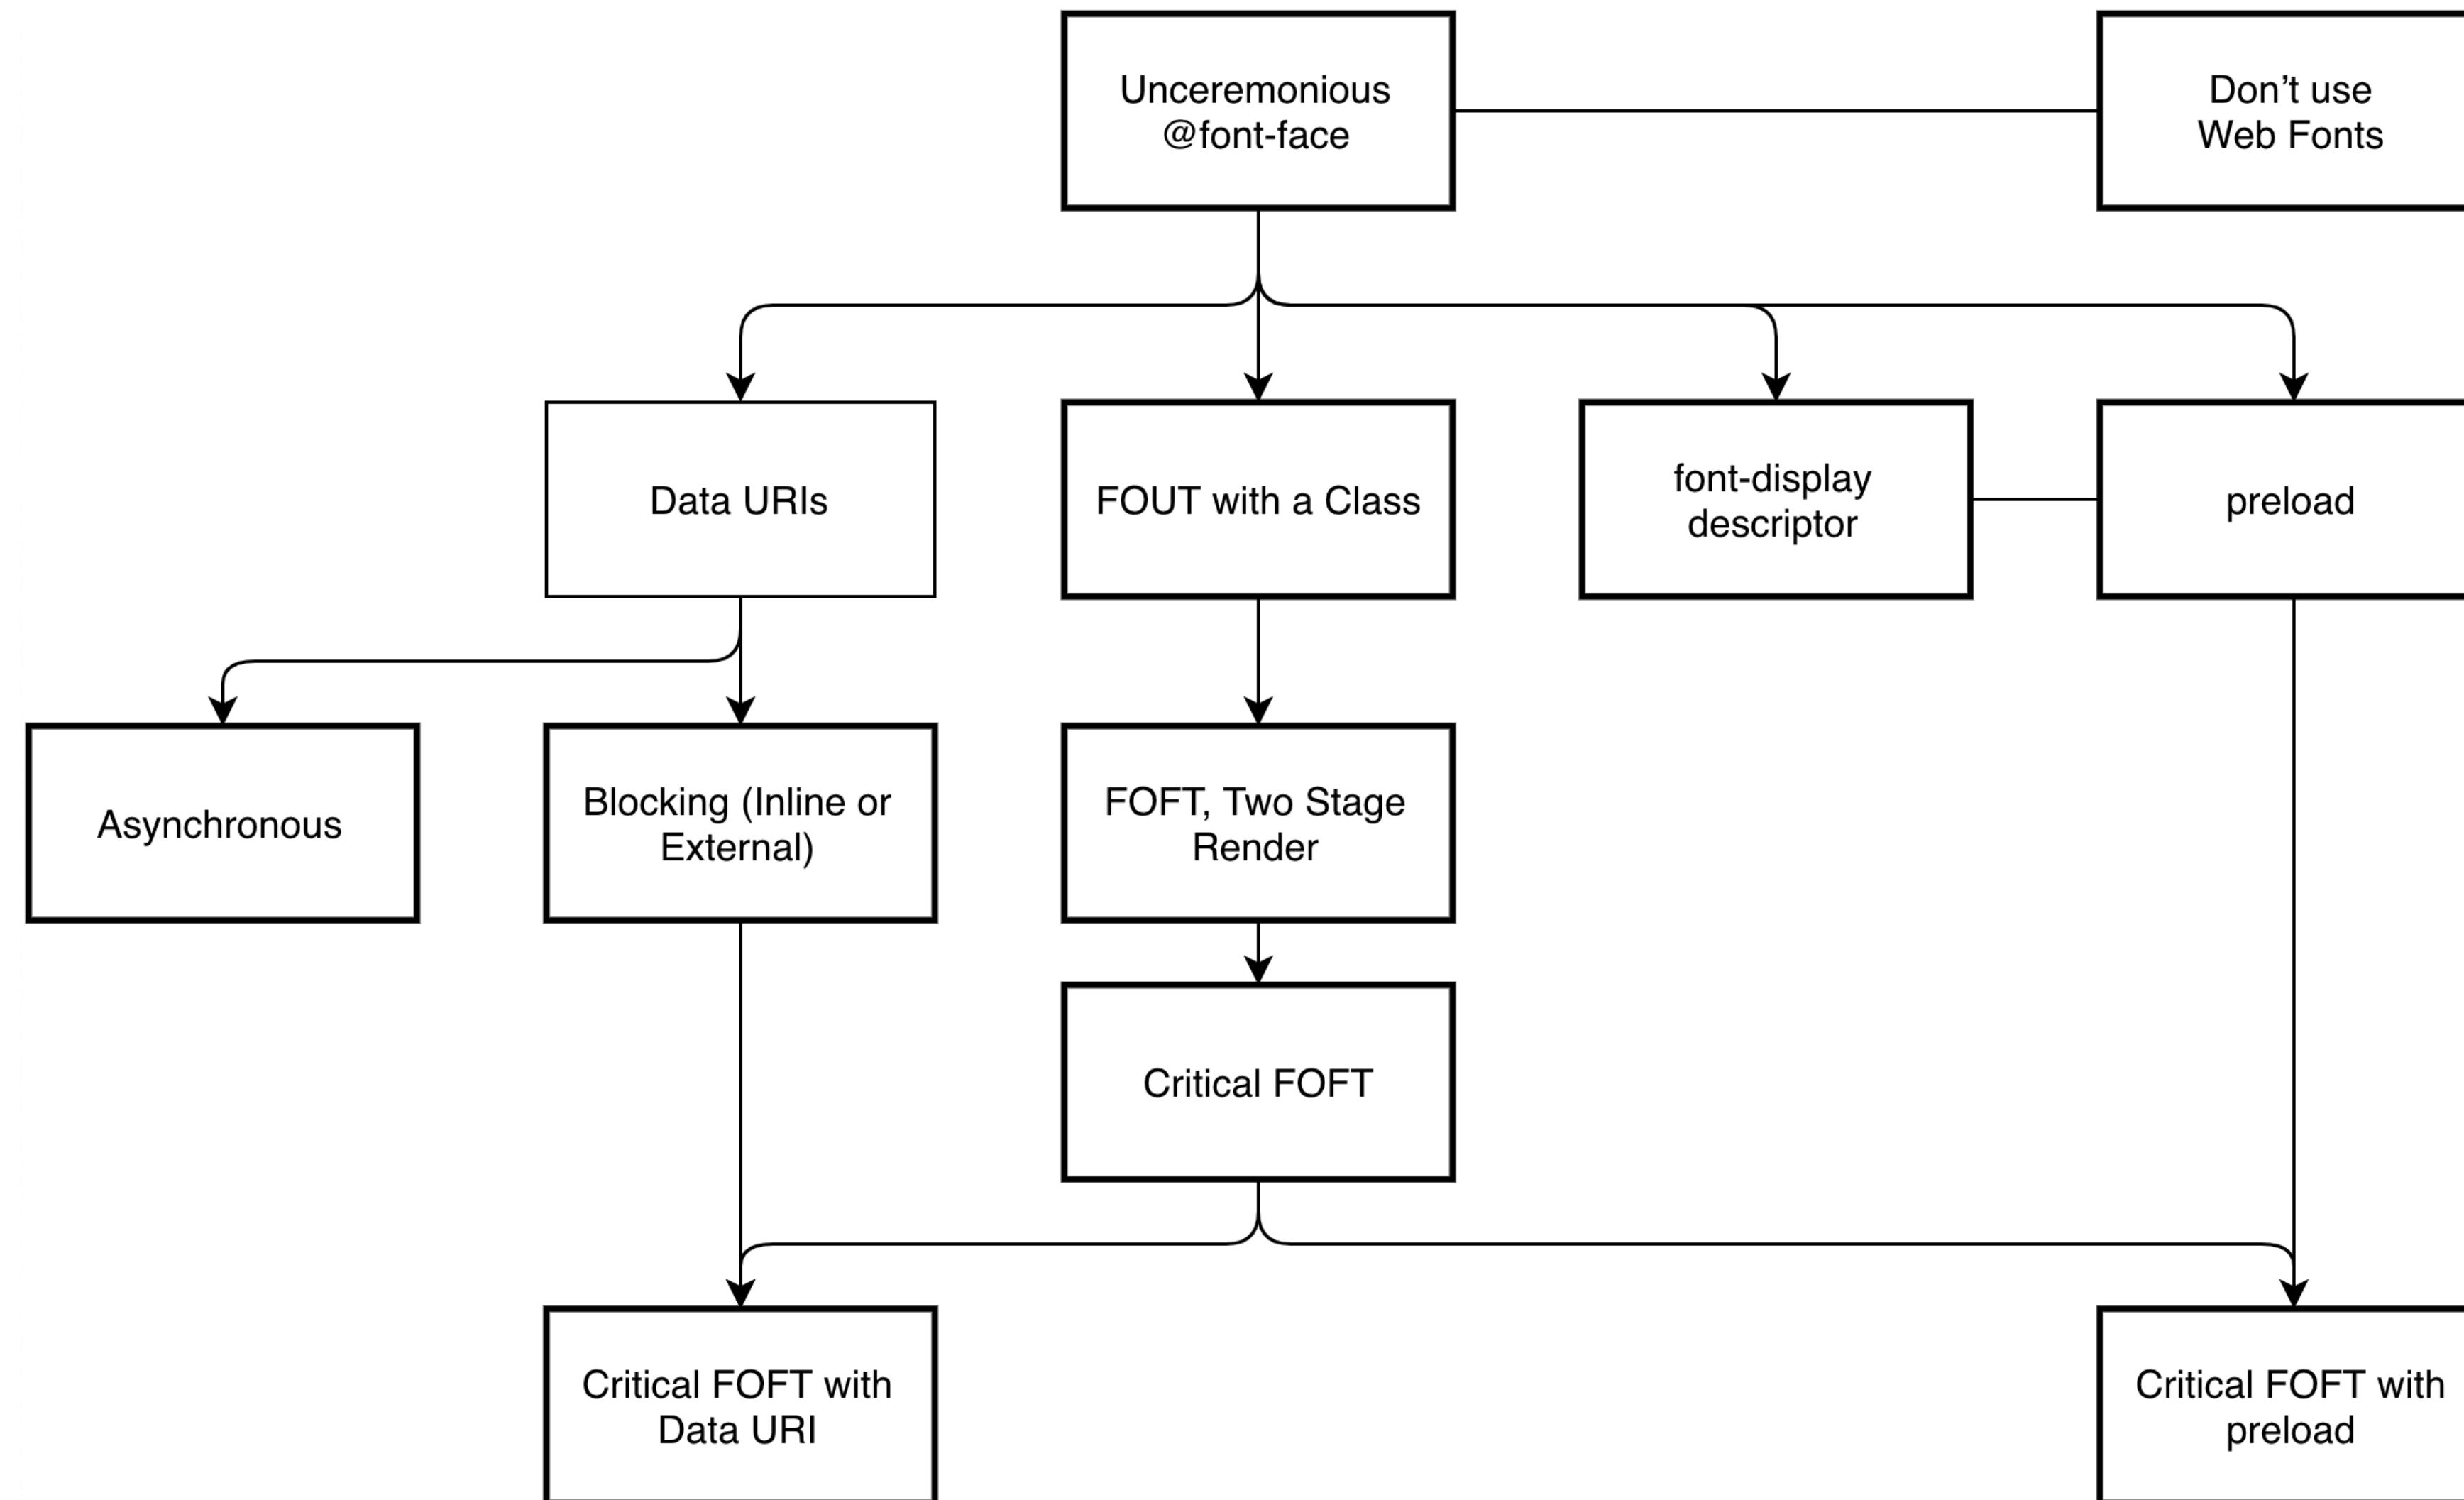 Unceremonious
@font-face
Don’t use
Web Fonts
Data URIs
FOUT with a Class
font-display
descriptor
preload
Asynchronous
Blocking (Inline or
External)
FOFT, Two Stage
Render
Critical FOFT
Critical FOFT with
Data URI
Critical FOFT with
preload